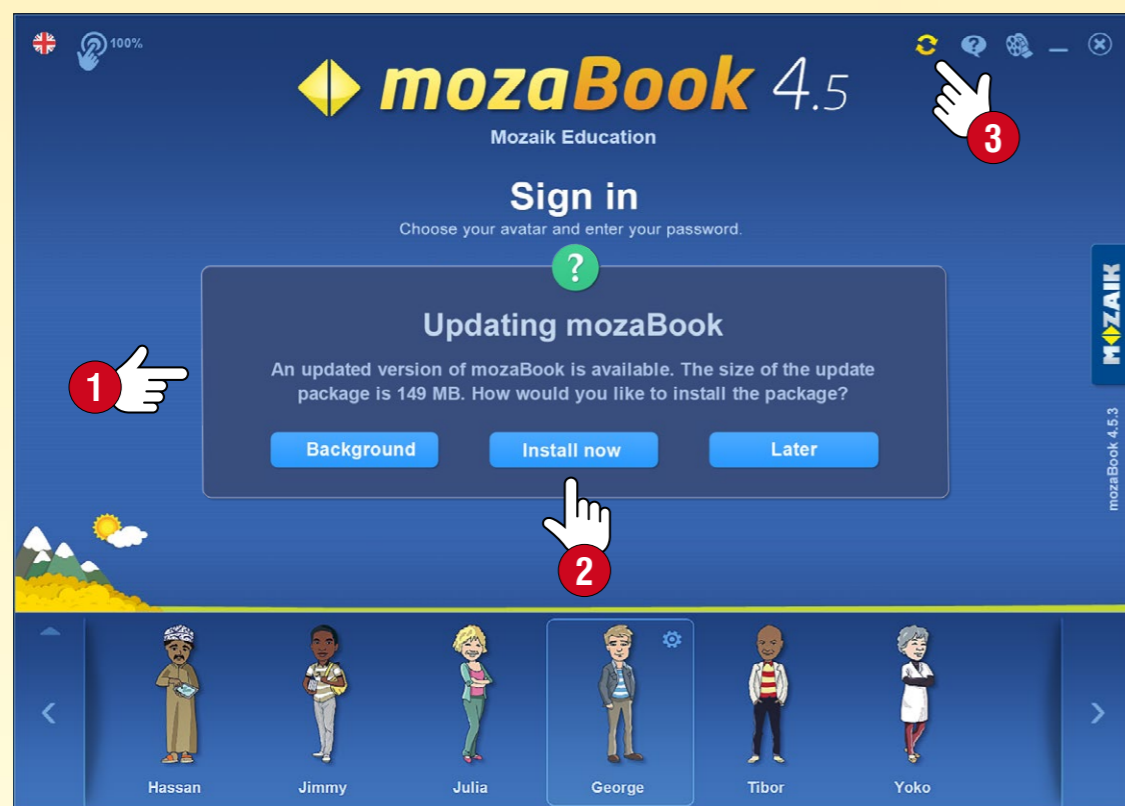 100%
mozaBook 4.5
Mozaik Education
3
Sign in
Choose your avatar and enter your password.
?
Updating mozaBook
An updated version of mozaBook is available. The size of the update
package is 149 MB. How would you like to install the package?
1
Background
Install now
Later
2
MOZAIK
mozaBook 4.5.3
Hassan
Jimmy
Julia
George
Tibor
Yoko